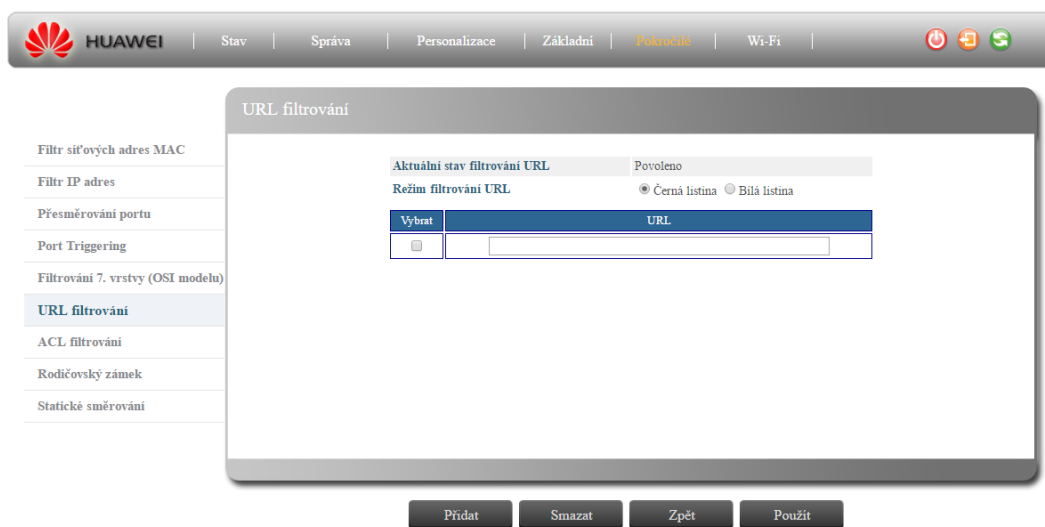 HUAWEI | Stav | Správa | Personalizace | Základní | Pokročilé | Wi-Fi |
URL filtrování
Filtr síťových adres MAC
Filtr IP adres
Přesměrování portu
Port Triggering
Filtrování 7. vrstvy (OSI modelu)
URL filtrování
ACL filtrování
Rodičovský zámek
Statické směrování
Aktuální stav filtrování URL Povoleno
Režim filtrování URL Černá listina Bílá listina
Vybrat URL
Přidat Smazat Zpět Použít